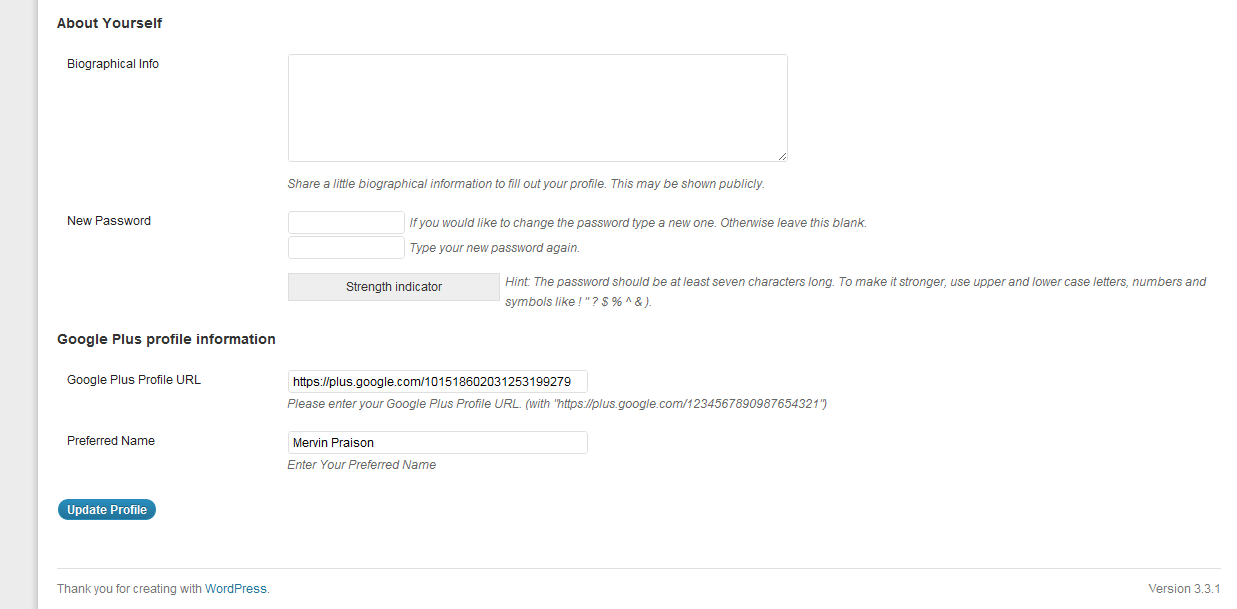 About Yourself
Biographical Info
Share a little biographical information to fill out your profile. This may be shown publicly.
New Password
If you would like to change the password type a new one. Otherwise leave this blank.
Type your new password again.
Strength indicator
Hint: The password should be at least seven characters long. To make it stronger, use upper and lower case letters, numbers and
symbols like ! " ? $ % ^ & ).
Google Plus profile information
Google Plus Profile URL
https://plus.google.com/101518602031253199279
Please enter your Google Plus Profile URL. (with "https://plus.google.com/1234567890987654321")
Preferred Name
Mervin Praison
Enter Your Preferred Name
Update Profile
Thank you for creating with WordPress.
Version 3.3.1